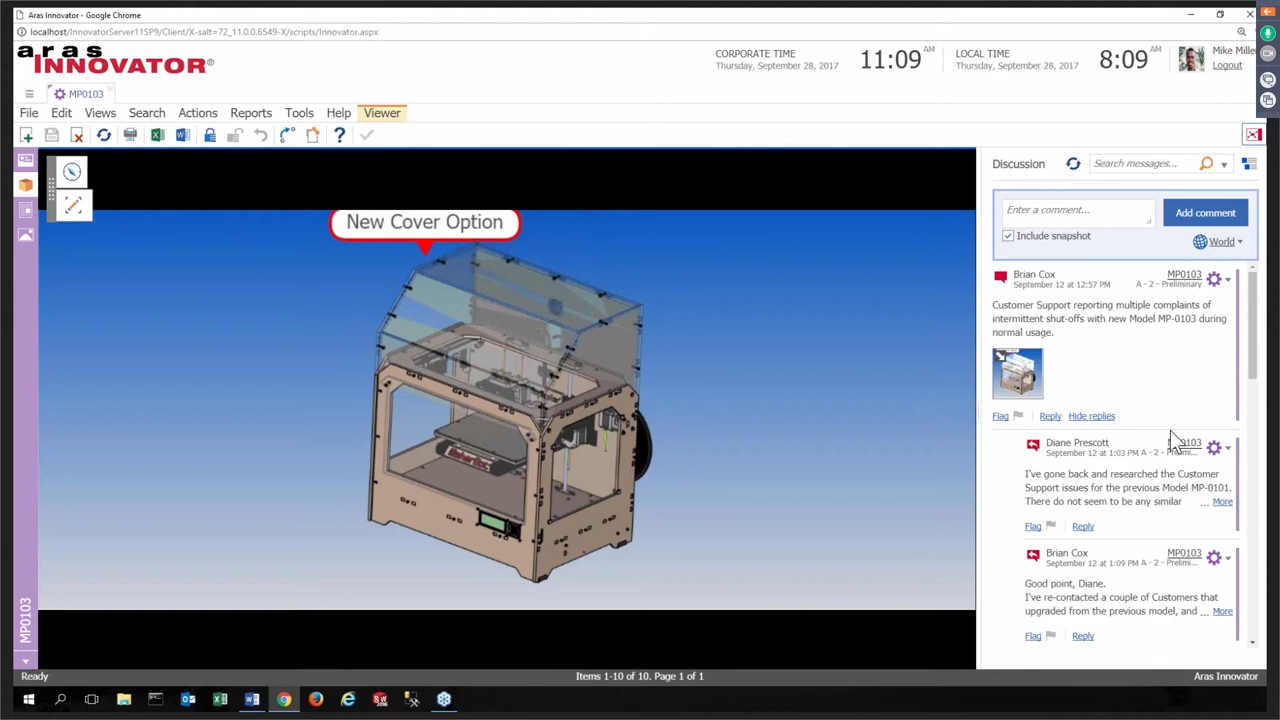 Aras Innovator - Google Chrome
localhost/InnovatorServer11SP9/Client/X-salt=72_11.0.0.6549-X/scripts/Innovator.aspx
aras
INNOVATOR®
CORPORATE TIME
Thursday, September 28, 2017
11:09 AM
LOCAL TIME
Thursday, September 28, 2017
8:09 AM
Mike Miller
Logout
MP0103
File Edit Views Search Actions Reports Tools Help Viewer
Discussion
Search messages...
New Cover Option
Enter a comment...
Add comment
Include snapshot
World
Brian Cox MP0103
September 12 at 12:57 PM A - 2 - Preliminary
Customer Support reporting multiple complaints of
intermittent shut-offs with new Model MP-0103 during
normal usage.
Flag Reply Hide replies
Diane Prescott
September 12 at 1:03 PM A - 2 -
I've gone back and researched the Customer
Support issues for the previous Model MP-0101.
There do not seem to be any similar ... More
Flag Reply
Brian Cox MP0103
September 12 at 1:09 PM A - 2 - Prelimi...
Good point, Diane.
I've re-contacted a couple of Customers that
upgraded from the previous model, and ... More
Flag Reply
MP0103
Ready Items 1-10 of 10. Page 1 of 1 Aras Innovator